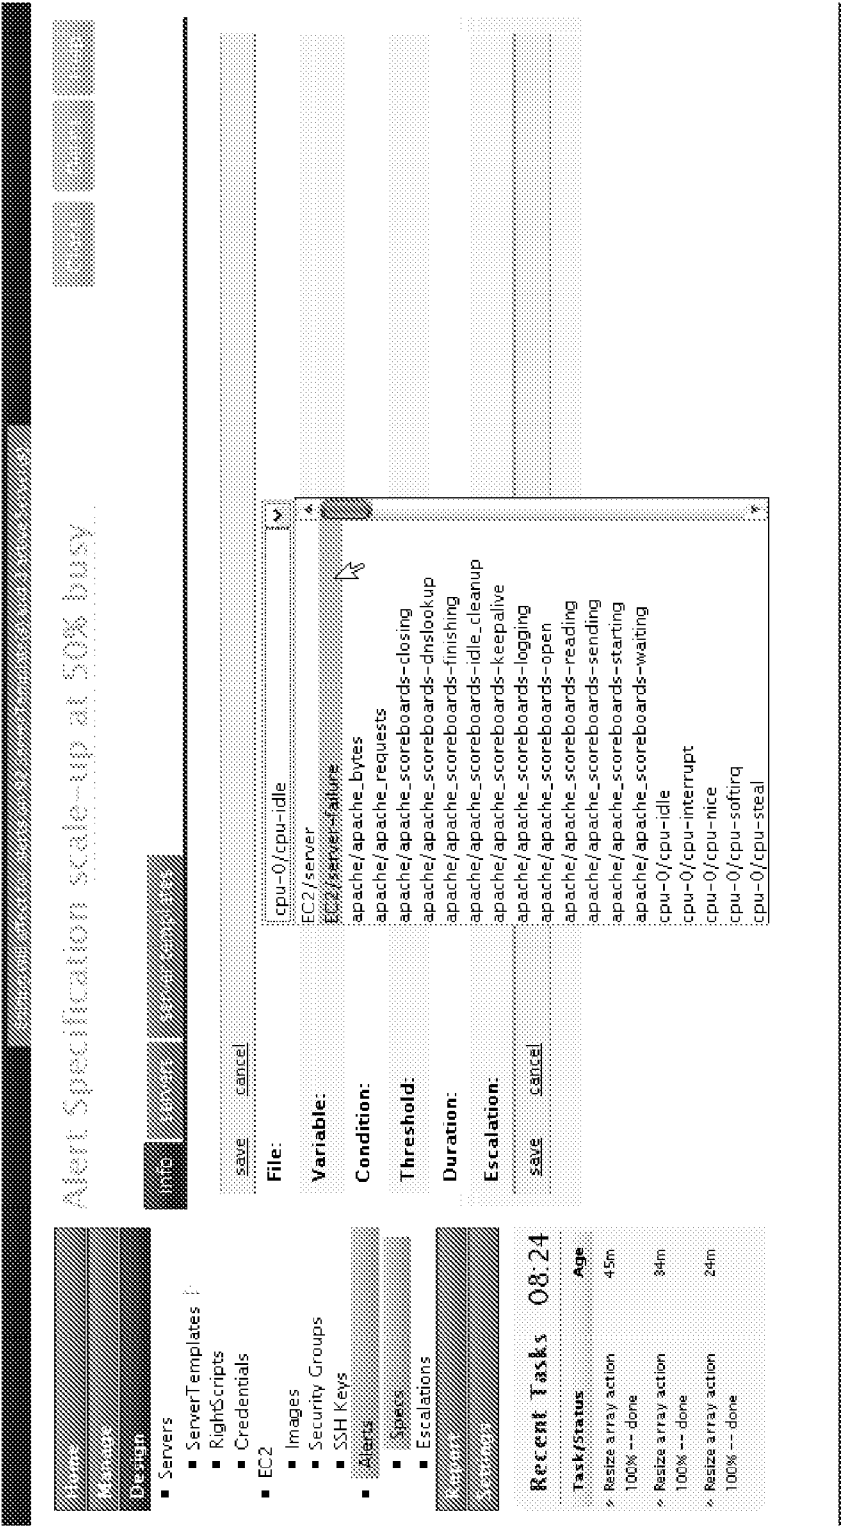 Alert Specification scale-up at 50% busy
Home
Manage
Design
Servers
ServerTemplates
RightScripts
Credentials
EC2
Images
Security Groups
SSH Keys
Alerts
Specs
Escalations
Recent Tasks 08:24
Task/Status Age
Resize array action 45m
100% -- done
Resize array action 34m
100% -- done
Resize array action 24m
100% -- done
Info
save cancel
File:
Variable:
Condition:
Threshold:
Duration:
Escalation:
save cancel
cpu-0/cpu-idle
EC2/server
EC2/server-failure
apache/apache_bytes
apache/apache_requests
apache/apache_scoreboards-closing
apache/apache_scoreboards-dnslookup
apache/apache_scoreboards-finishing
apache/apache_scoreboards-idle_cleanup
apache/apache_scoreboards-keepalive
apache/apache_scoreboards-logging
apache/apache_scoreboards-open
apache/apache_scoreboards-reading
apache/apache_scoreboards-sending
apache/apache_scoreboards-starting
apache/apache_scoreboards-waiting
cpu-0/cpu-idle
cpu-0/cpu-interrupt
cpu-0/cpu-nice
cpu-0/cpu-softirq
cpu-0/cpu-steal